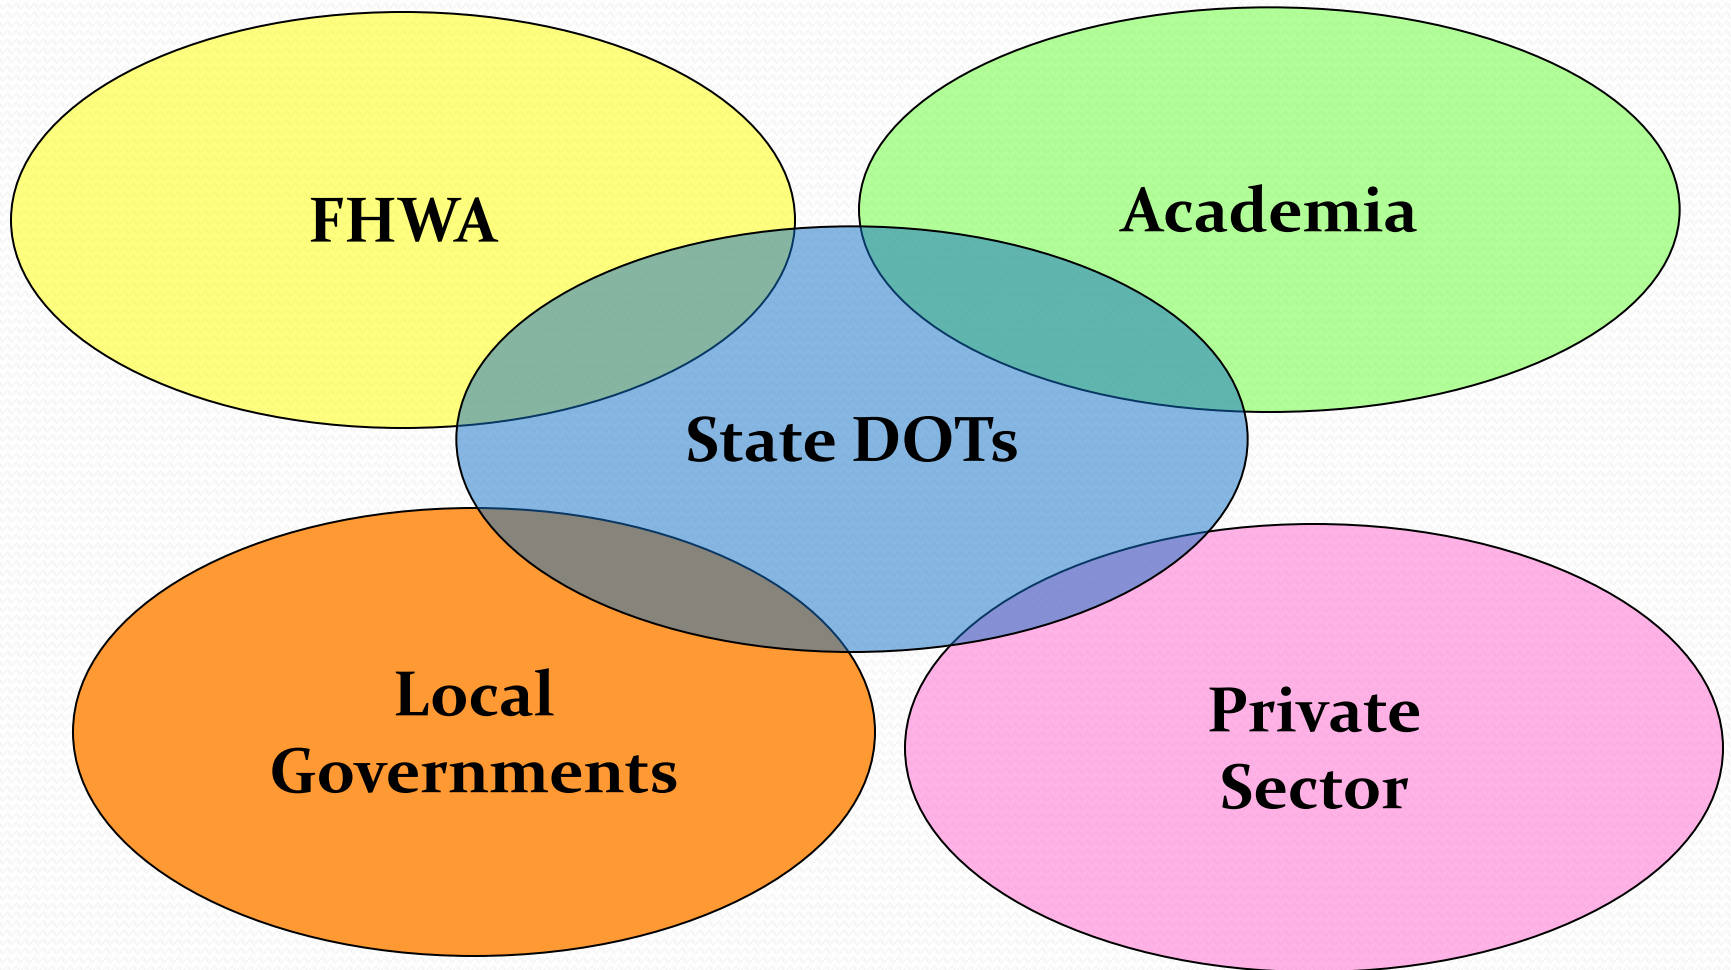 FHWA
Academia
State DOTs
Local
Governments
Private
Sector